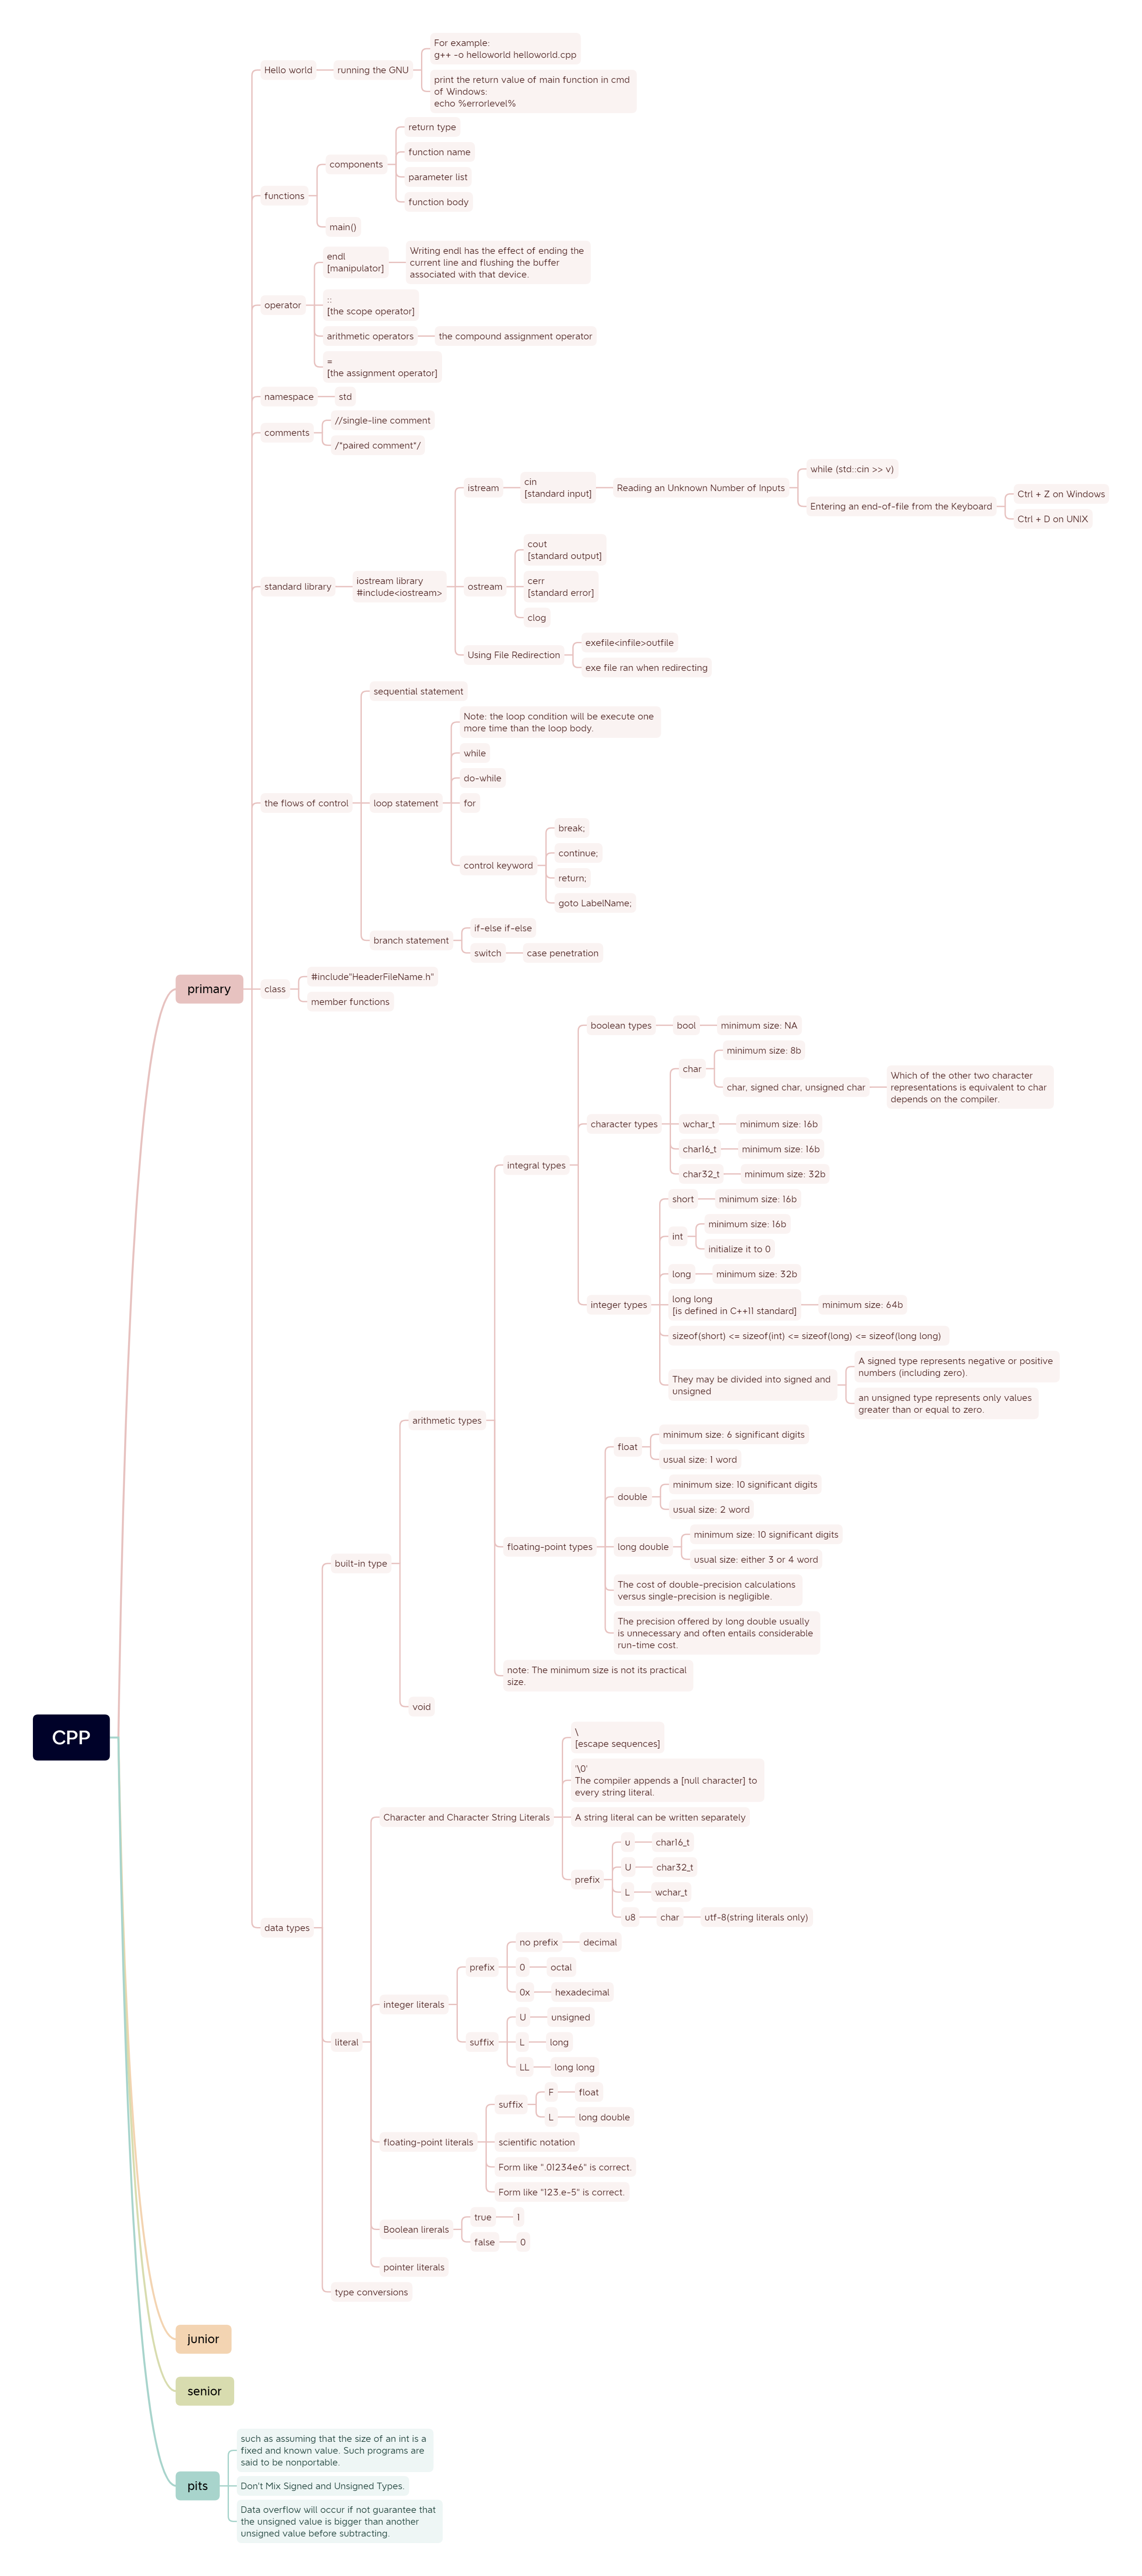 CPP
primary
Hello world
running the GNU
For example:
g++ -o helloworld helloworld.cpp
print the return value of main function in cmd
of Windows:
echo %errorlevel%
functions
components
return type
function name
parameter list
function body
main()
operator
endl
[manipulator]
Writing endl has the effect of ending the
current line and flushing the buffer
associated with that device.
::
[the scope operator]
arithmetic operators
the compound assignment operator
=
[the assignment operator]
namespace
std
comments
//single-line comment
/*paired comment*/
standard library
iostream library
#include<iostream>
istream
cin
[standard input]
Reading an Unknown Number of Inputs
while (std::cin >> v)
Entering an end-of-file from the Keyboard
Ctrl + Z on Windows
Ctrl + D on UNIX
ostream
cout
[standard output]
cerr
[standard error]
clog
Using File Redirection
exefile<infile>outfile
exe file ran when redirecting
the flows of control
sequential statement
loop statement
Note: the loop condition will be execute one
more time than the loop body.
while
do-while
for
control keyword
break;
continue;
return;
goto LabelName;
branch statement
if-else if-else
switch
case penetration
class
#include"HeaderFileName.h"
member functions
data types
built-in type
arithmetic types
integral types
boolean types
bool
minimum size: NA
character types
char
minimum size: 8b
char, signed char, unsigned char
Which of the other two character
representations is equivalent to char
depends on the compiler.
wchar_t
minimum size: 16b
char16_t
minimum size: 16b
char32_t
minimum size: 32b
integer types
short
minimum size: 16b
int
minimum size: 16b
initialize it to 0
long
minimum size: 32b
long long
[is defined in C++11 standard]
minimum size: 64b
sizeof(short) <= sizeof(int) <= sizeof(long) <= sizeof(long long)
They may be divided into signed and
unsigned
A signed type represents negative or positive
numbers (including zero).
an unsigned type represents only values
greater than or equal to zero.
floating-point types
float
minimum size: 6 significant digits
usual size: 1 word
double
minimum size: 10 significant digits
usual size: 2 word
long double
minimum size: 10 significant digits
usual size: either 3 or 4 word
The cost of double-precision calculations
versus single-precision is negligible.
The precision offered by long double usually
is unnecessary and often entails considerable
run-time cost.
note: The minimum size is not its practical
size.
void
literal
Character and Character String Literals
\
[escape sequences]
'\0'
The compiler appends a [null character] to
every string literal.
A string literal can be written separately
prefix
u
char16_t
U
char32_t
L
wchar_t
u8
char
utf-8(string literals only)
integer literals
prefix
no prefix
decimal
0
octal
0x
hexadecimal
suffix
U
unsigned
L
long
LL
long long
floating-point literals
suffix
F
float
L
long double
scientific notation
Form like ".01234e6" is correct.
Form like "123.e-5" is correct.
Boolean lirerals
true
1
false
0
pointer literals
type conversions
junior
senior
pits
such as assuming that the size of an int is a
fixed and known value. Such programs are
said to be nonportable.
Don't Mix Signed and Unsigned Types.
Data overflow will occur if not guarantee that
the unsigned value is bigger than another
unsigned value before subtracting.